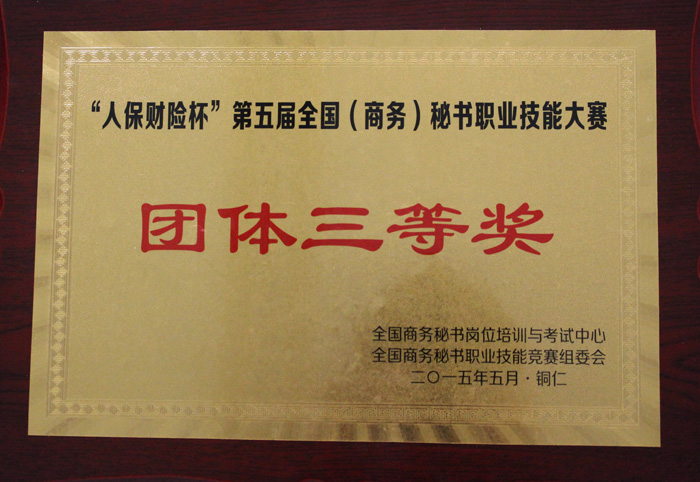 “人保财险杯”第五届全国（商务）秘书职业技能大赛
团体三等奖
全国商务秘书岗位培训与考试中心
全国商务秘书职业技能竞赛组委会
二〇一五年五月·铜仁